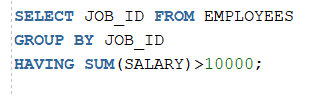 SELECT JOB_ID FROM EMPLOYEES
GROUP BY JOB_ID
HAVING SUM(SALARY)>10000;